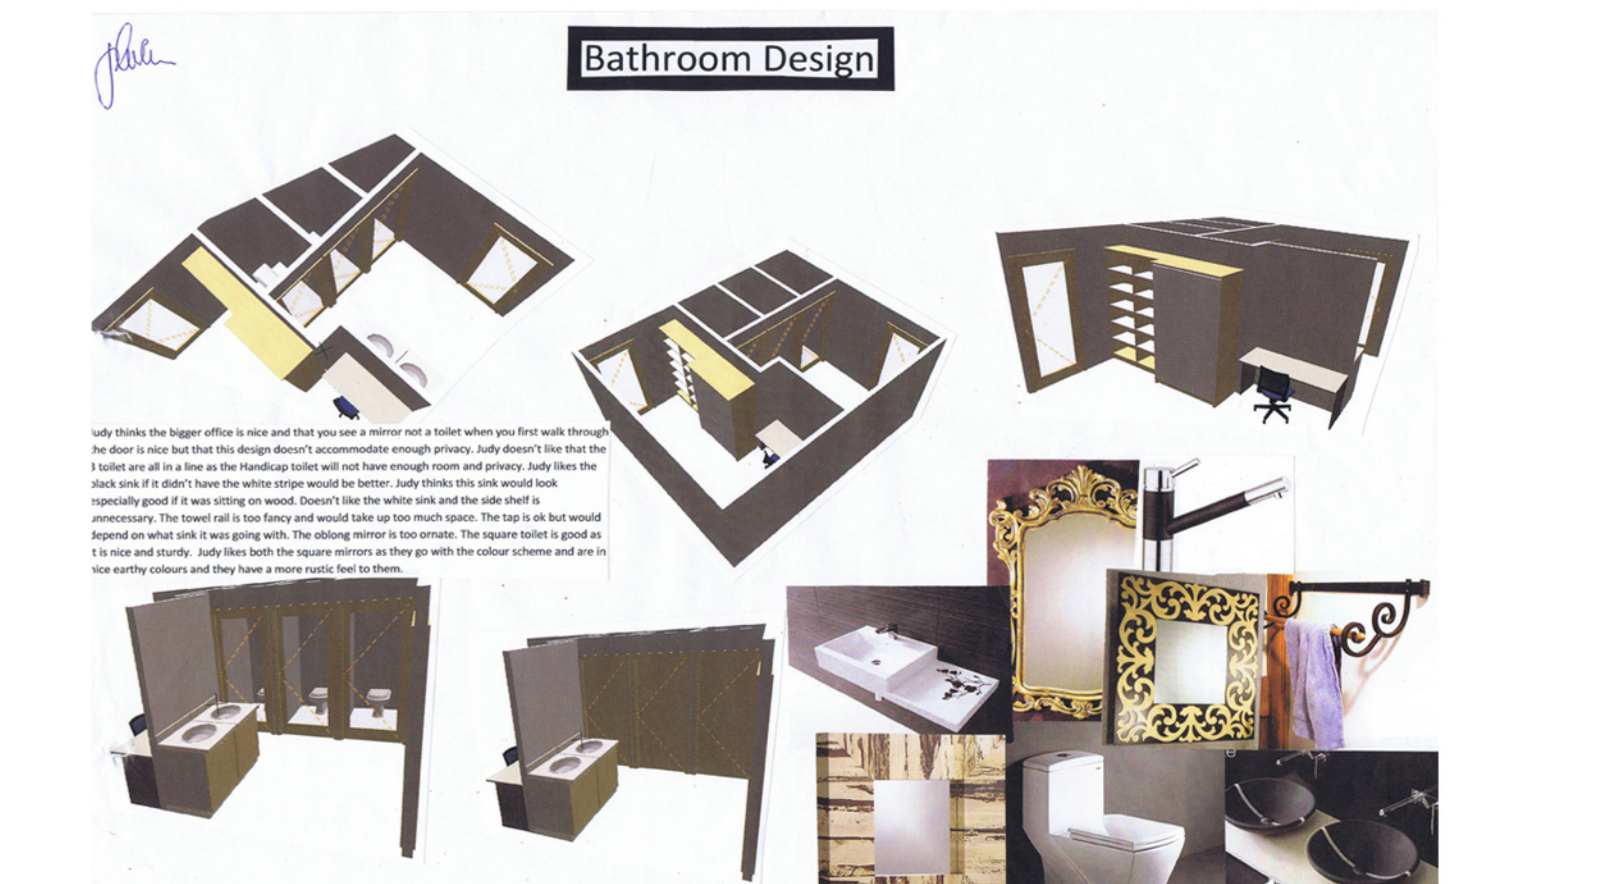 Bathroom Design
Judy thinks the bigger office is nice and that you see a mirror not a toilet when you first walk through
the door is nice but that this design doesn't accommodate enough privacy. Judy doesn't like that the
3 toilet are all in a line as the Handicap toilet will not have enough room and privacy. Judy likes the
black sink if it didn't have the white stripe would be better. Judy thinks this sink would look
especially good if it was sitting on wood. Doesn't like the white sink and the side shelf is
unnecessary. The towel rail is too fancy and would take up too much space. The tap is ok but would
depend on what sink it was going with. The oblong mirror is too ornate. The square toilet is good as
it is nice and sturdy. Judy likes both the square mirrors as they go with the colour scheme and are in
nice earthy colours and they have a more rustic feel to them.